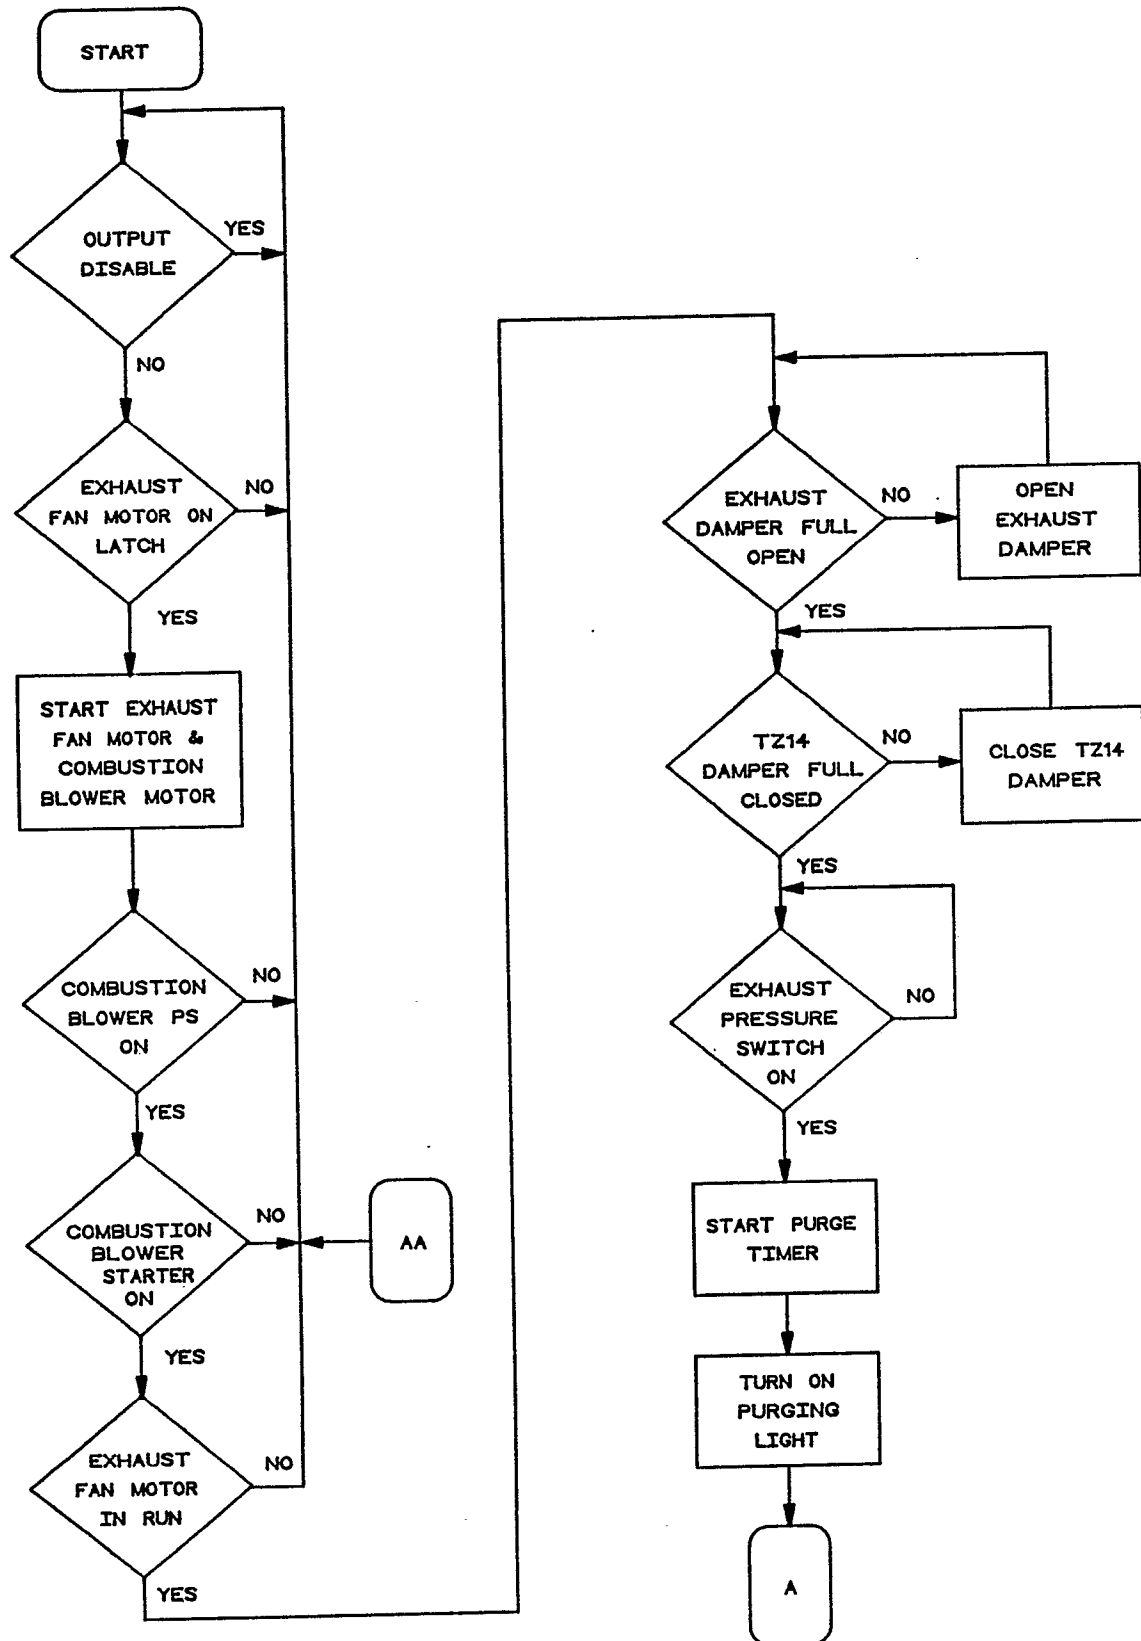 START
YES
OUTPUT
DISABLE
NO
EXHAUST
FAN MOTOR ON
LATCH
NO
YES
START EXHAUST
FAN MOTOR &
COMBUSTION
BLOWER MOTOR
COMBUSTION
BLOWER PS
ON
NO
YES
COMBUSTION
BLOWER
STARTER
ON
NO
AA
YES
EXHAUST
FAN MOTOR
IN RUN
NO
YES
EXHAUST
DAMPER FULL
OPEN
NO
OPEN
EXHAUST
DAMPER
YES
TZ14
DAMPER FULL
CLOSED
NO
CLOSE TZ14
DAMPER
YES
EXHAUST
PRESSURE
SWITCH
ON
NO
YES
START PURGE
TIMER
TURN ON
PURGING
LIGHT
A